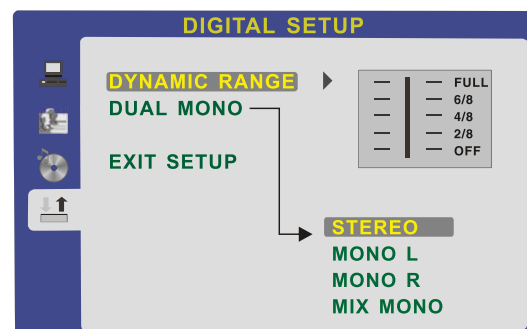 DIGITAL SETUP
DYNAMIC RANGE
DUAL MONO
EXIT SETUP
FULL
6/8
4/8
2/8
OFF
STEREO
MONO L
MONO R
MIX MONO